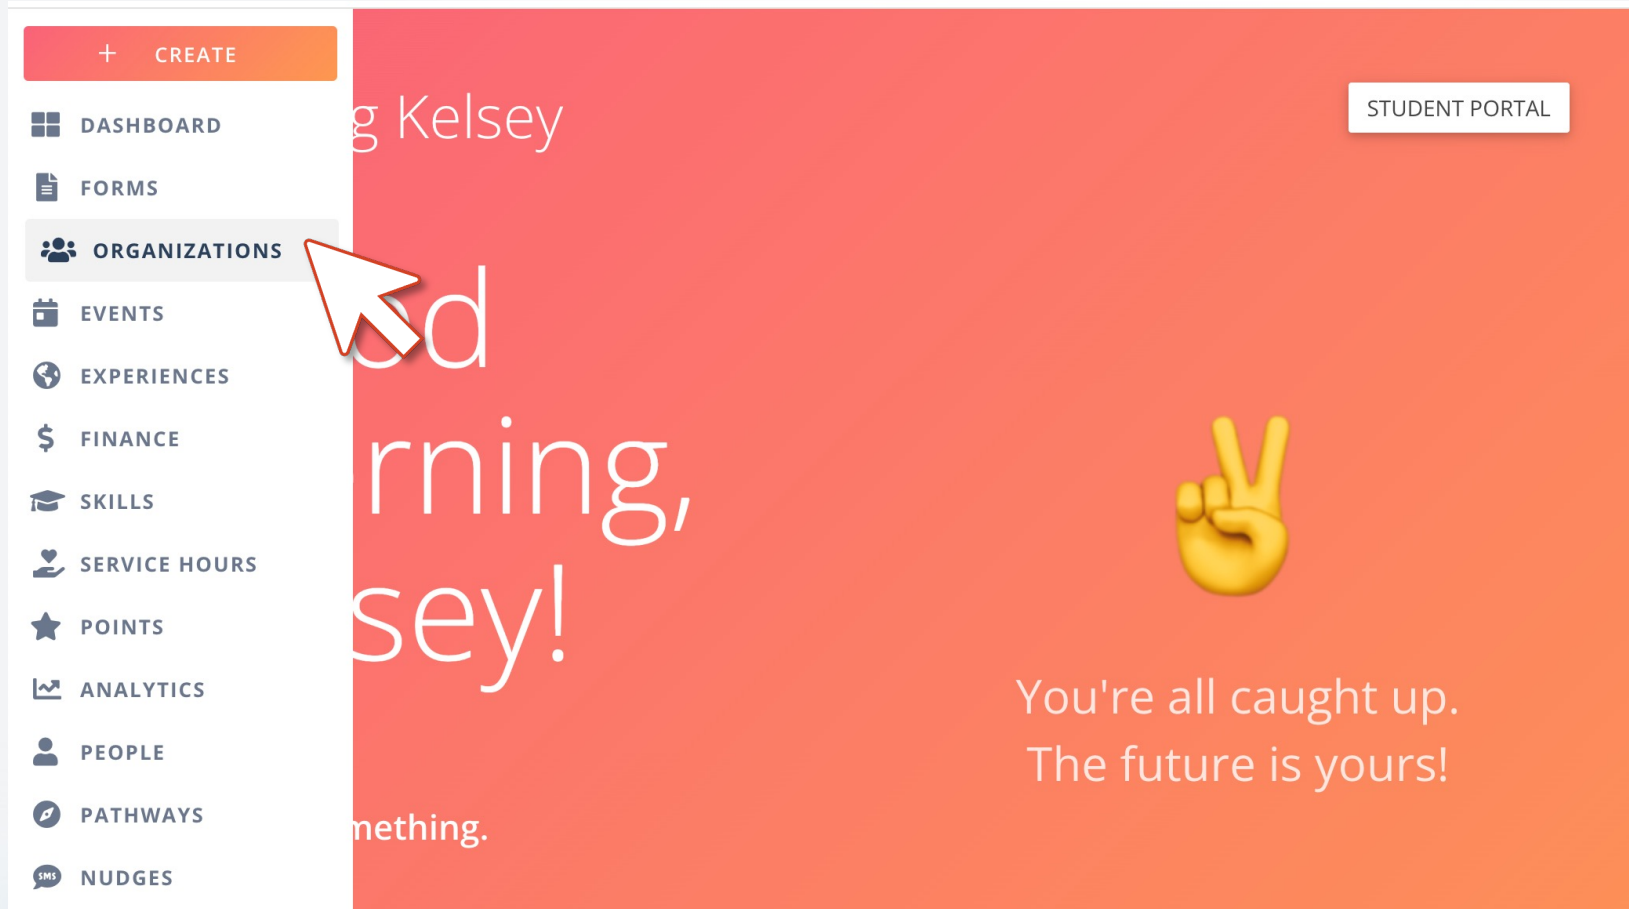 + CREATE
DASHBOARD
FORMS
ORGANIZATIONS
EVENTS
EXPERIENCES
FINANCE
SKILLS
SERVICE HOURS
POINTS
ANALYTICS
PEOPLE
PATHWAYS
SMS
NUDGES
g Kelsey
STUDENT PORTAL
od
rning,
sey!
mething.
You're all caught up.
The future is yours!